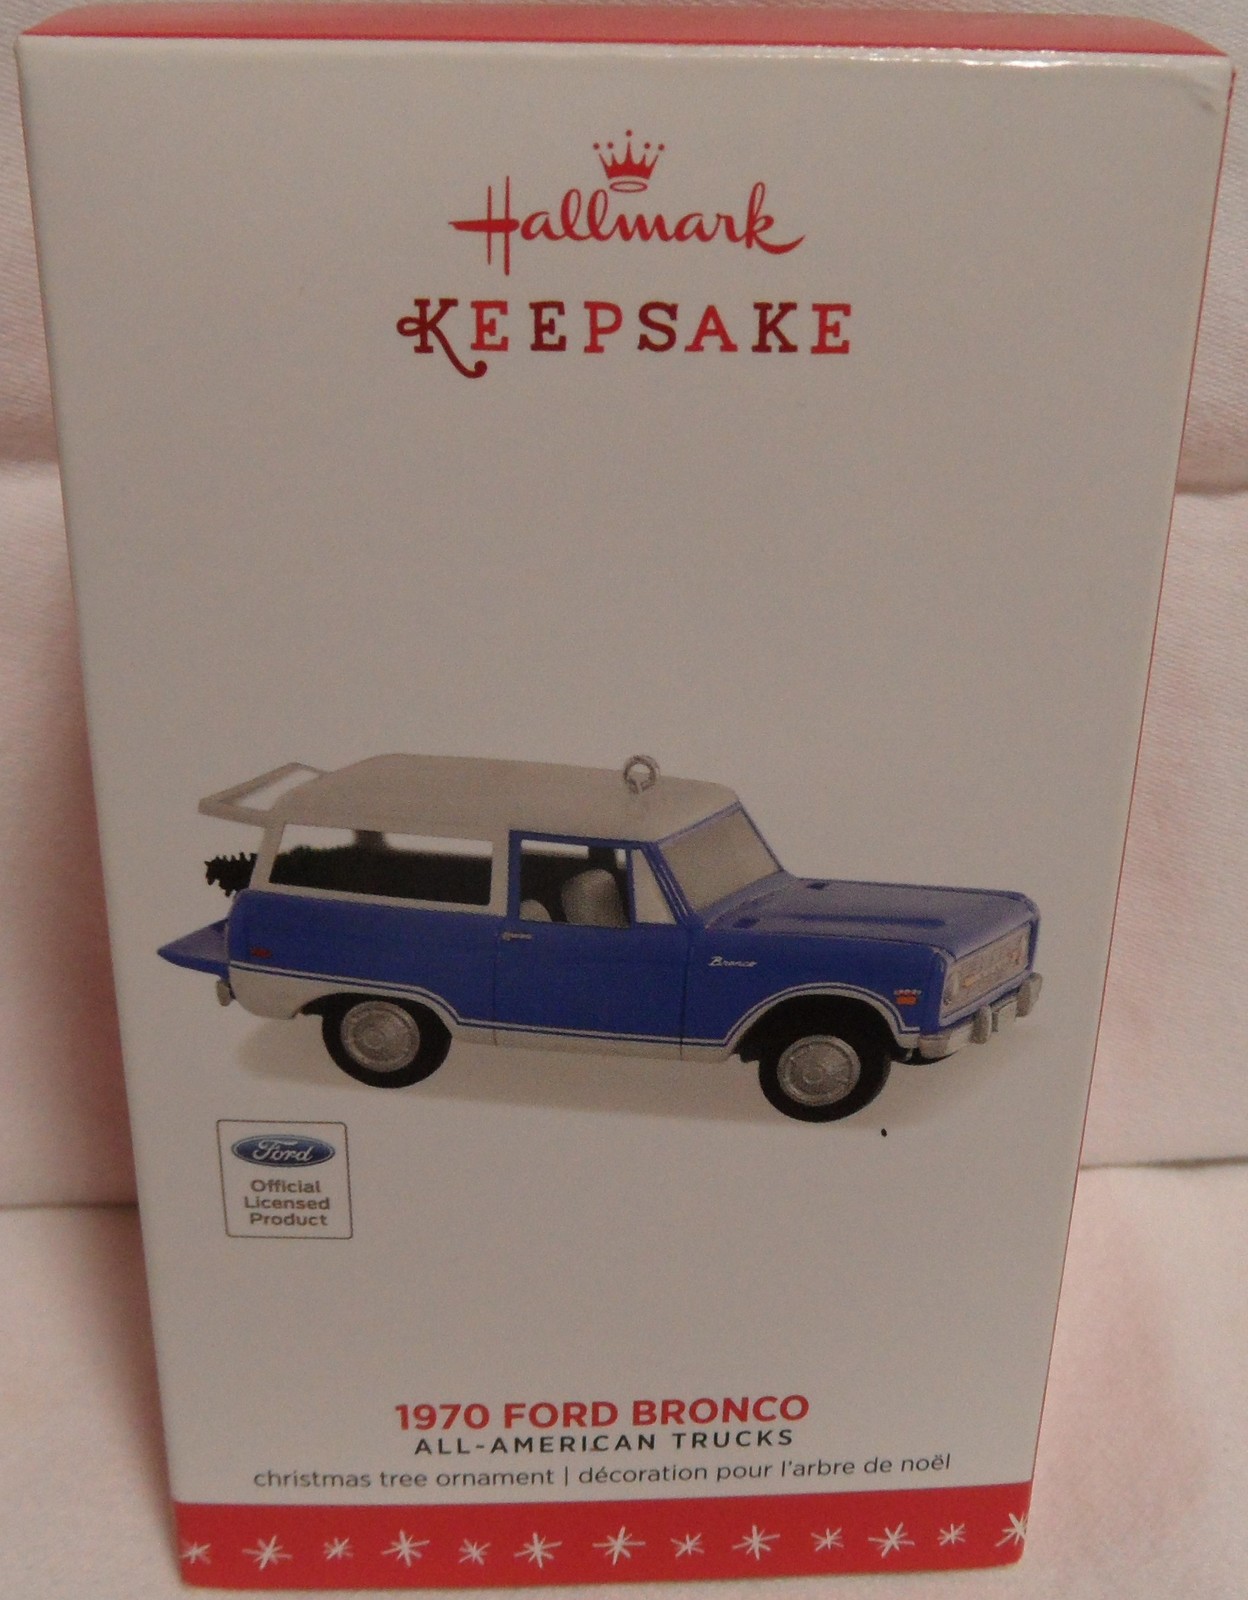 Hallmark
KEEPSAKE
Bronco
Ford
Official
Licensed
Product
1970 FORD BRONCO
ALL-AMERICAN TRUCKS
christmas tree ornament | décoration pour l'arbre de noël